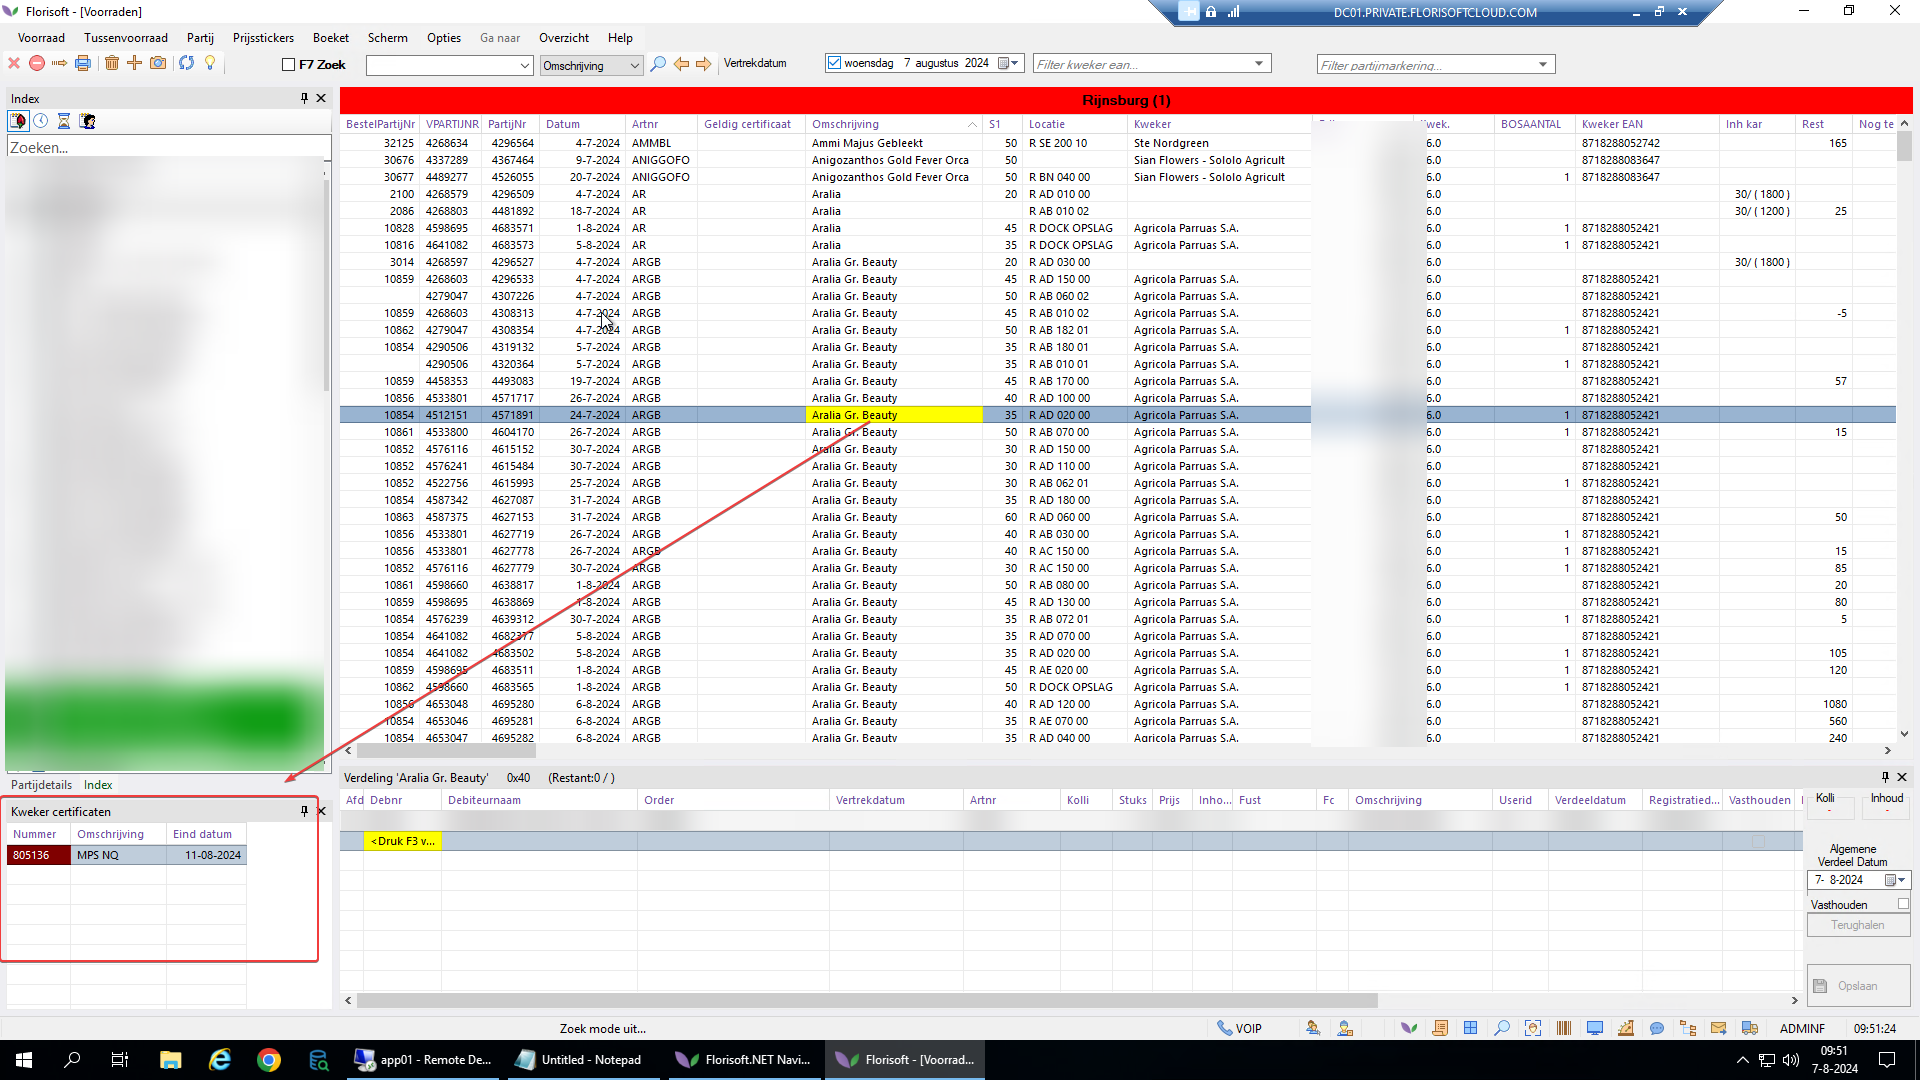 Florisoft - [Voorraden]
DC01.PRIVATE.FLORISOFTCLOUD.COM
Voorraad Tussenvoorraad Partij Prijsstickers Boeket Scherm Opties Ga naar Overzicht Help
F7 Zoek Omschrijving Vertrekdatum woensdag 7 augustus 2024 Filter kweker ean... Filter partijmarkering...
Index
Zoeken...
Rijnsburg (1)
BestelPartijNr VPARTIJNR PartijNr Datum Artnr Geldig certificaat Omschrijving S1 Locatie Kweker Kwek. BOSAANTAL Kweker EAN Inh kar Rest Nog te
32125 4268634 4296564 4-7-2024 AMMBL Ammi Majus Gebleekt 50 R SE 200 10 Ste Nordgreen 6.0 8718288052742 165
30676 4337289 4367464 9-7-2024 ANIGGOFO Anigozanthos Gold Fever Orca 50 Sian Flowers - Sololo Agricult 6.0 8718288083647
30677 4489277 4526055 20-7-2024 ANIGGOFO Anigozanthos Gold Fever Orca 50 R BN 040 00 Sian Flowers - Sololo Agricult 6.0 1 8718288083647
2100 4268579 4296509 4-7-2024 AR Aralia 20 R AD 010 00 6.0 30/ ( 1800 )
2086 4268803 4481892 18-7-2024 AR Aralia R AB 010 02 6.0 30/ ( 1200 ) 25
10828 4598695 4683571 1-8-2024 AR Aralia 45 R DOCK OPSLAG Agricola Parruas S.A. 6.0 1 8718288052421
10816 4641082 4683573 5-8-2024 AR Aralia 35 R DOCK OPSLAG Agricola Parruas S.A. 6.0 1 8718288052421
3014 4268597 4296527 4-7-2024 ARGB Aralia Gr. Beauty 20 R AD 030 00 6.0 30/ ( 1800 )
10859 4268603 4296533 4-7-2024 ARGB Aralia Gr. Beauty 45 R AD 150 00 Agricola Parruas S.A. 6.0 8718288052421
4279047 4307226 4-7-2024 ARGB Aralia Gr. Beauty 50 R AB 060 02 Agricola Parruas S.A. 6.0 8718288052421
10859 4268603 4308313 4-7-2024 ARGB Aralia Gr. Beauty 45 R AB 010 02 Agricola Parruas S.A. 6.0 8718288052421 -5
10862 4279047 4308354 4-7-2024 ARGB Aralia Gr. Beauty 50 R AB 182 01 Agricola Parruas S.A. 6.0 1 8718288052421
10854 4290506 4319132 5-7-2024 ARGB Aralia Gr. Beauty 35 R AB 180 01 Agricola Parruas S.A. 6.0 8718288052421
4290506 4320364 5-7-2024 ARGB Aralia Gr. Beauty 35 R AB 010 01 Agricola Parruas S.A. 6.0 1 8718288052421
10859 4458353 4493083 19-7-2024 ARGB Aralia Gr. Beauty 45 R AB 170 00 Agricola Parruas S.A. 6.0 8718288052421 57
10856 4533801 4571717 26-7-2024 ARGB Aralia Gr. Beauty 40 R AD 100 00 Agricola Parruas S.A. 6.0 8718288052421
10854 4512151 4571891 24-7-2024 ARGB Aralia Gr. Beauty 35 R AD 020 00 Agricola Parruas S.A. 6.0 1 8718288052421
10861 4533800 4604170 26-7-2024 ARGB Aralia Gr. Beauty 50 R AB 070 00 Agricola Parruas S.A. 6.0 1 8718288052421 15
10852 4576116 4615152 30-7-2024 ARGB Aralia Gr. Beauty 30 R AD 150 00 Agricola Parruas S.A. 6.0 8718288052421
10852 4576241 4615484 30-7-2024 ARGB Aralia Gr. Beauty 30 R AD 110 00 Agricola Parruas S.A. 6.0 8718288052421
10852 4522756 4615993 25-7-2024 ARGB Aralia Gr. Beauty 30 R AB 062 01 Agricola Parruas S.A. 6.0 1 8718288052421
10854 4587342 4627087 31-7-2024 ARGB Aralia Gr. Beauty 35 R AD 180 00 Agricola Parruas S.A. 6.0 8718288052421
10863 4587375 4627153 31-7-2024 ARGB Aralia Gr. Beauty 60 R AD 060 00 Agricola Parruas S.A. 6.0 8718288052421 50
10856 4533801 4627719 26-7-2024 ARGB Aralia Gr. Beauty 40 R AB 030 00 Agricola Parruas S.A. 6.0 1 8718288052421
10856 4533801 4627778 26-7-2024 ARGB Aralia Gr. Beauty 40 R AC 150 00 Agricola Parruas S.A. 6.0 1 8718288052421 15
10852 4576116 4627779 30-7-2024 ARGB Aralia Gr. Beauty 30 R AC 150 00 Agricola Parruas S.A. 6.0 1 8718288052421 85
10861 4598660 4638817 1-8-2024 ARGB Aralia Gr. Beauty 50 R AB 080 00 Agricola Parruas S.A. 6.0 8718288052421 20
10859 4598695 4638869 1-8-2024 ARGB Aralia Gr. Beauty 45 R AD 130 00 Agricola Parruas S.A. 6.0 8718288052421 80
10854 4576239 4639312 30-7-2024 ARGB Aralia Gr. Beauty 35 R AB 072 01 Agricola Parruas S.A. 6.0 1 8718288052421 5
10854 4641082 4682377 5-8-2024 ARGB Aralia Gr. Beauty 35 R AD 070 00 Agricola Parruas S.A. 6.0 8718288052421
10854 4641082 4683502 5-8-2024 ARGB Aralia Gr. Beauty 35 R AD 020 00 Agricola Parruas S.A. 6.0 1 8718288052421 105
10859 4598695 4683511 1-8-2024 ARGB Aralia Gr. Beauty 45 R AE 020 00 Agricola Parruas S.A. 6.0 1 8718288052421 120
10862 4598660 4683565 1-8-2024 ARGB Aralia Gr. Beauty 50 R DOCK OPSLAG Agricola Parruas S.A. 6.0 1 8718288052421
10856 4653048 4695280 6-8-2024 ARGB Aralia Gr. Beauty 40 R AD 120 00 Agricola Parruas S.A. 6.0 8718288052421 1080
10854 4653046 4695281 6-8-2024 ARGB Aralia Gr. Beauty 35 R AE 070 00 Agricola Parruas S.A. 6.0 8718288052421 560
10854 4653047 4695282 6-8-2024 ARGB Aralia Gr. Beauty 35 R AD 040 00 Agricola Parruas S.A. 6.0 8718288052421 240
Partijdetails Index
Kweker certificaten
Nummer Omschrijving Eind datum
805136 MPS NQ 11-08-2024
Verdeling 'Aralia Gr. Beauty' 0x40 (Restant:0 / )
Afd Debnr Debiteurnaam Order Vertrekdatum Artnr Kolli Stuks Prijs Inho... Fust Fc Omschrijving Userid Verdeeldatum Registratied... Vasthouden
<Druk F3 v...
Kolli Inhoud
- -
Algemene
Verdeel Datum
7- 8-2024
Vasthouden
Terughalen
Opslaan
Zoek mode uit... VOIP ADMINF 09:51:24
app01 - Remote De... Untitled - Notepad Florisoft.NET Navi... Florisoft - [Voorrad...
09:51
7-8-2024